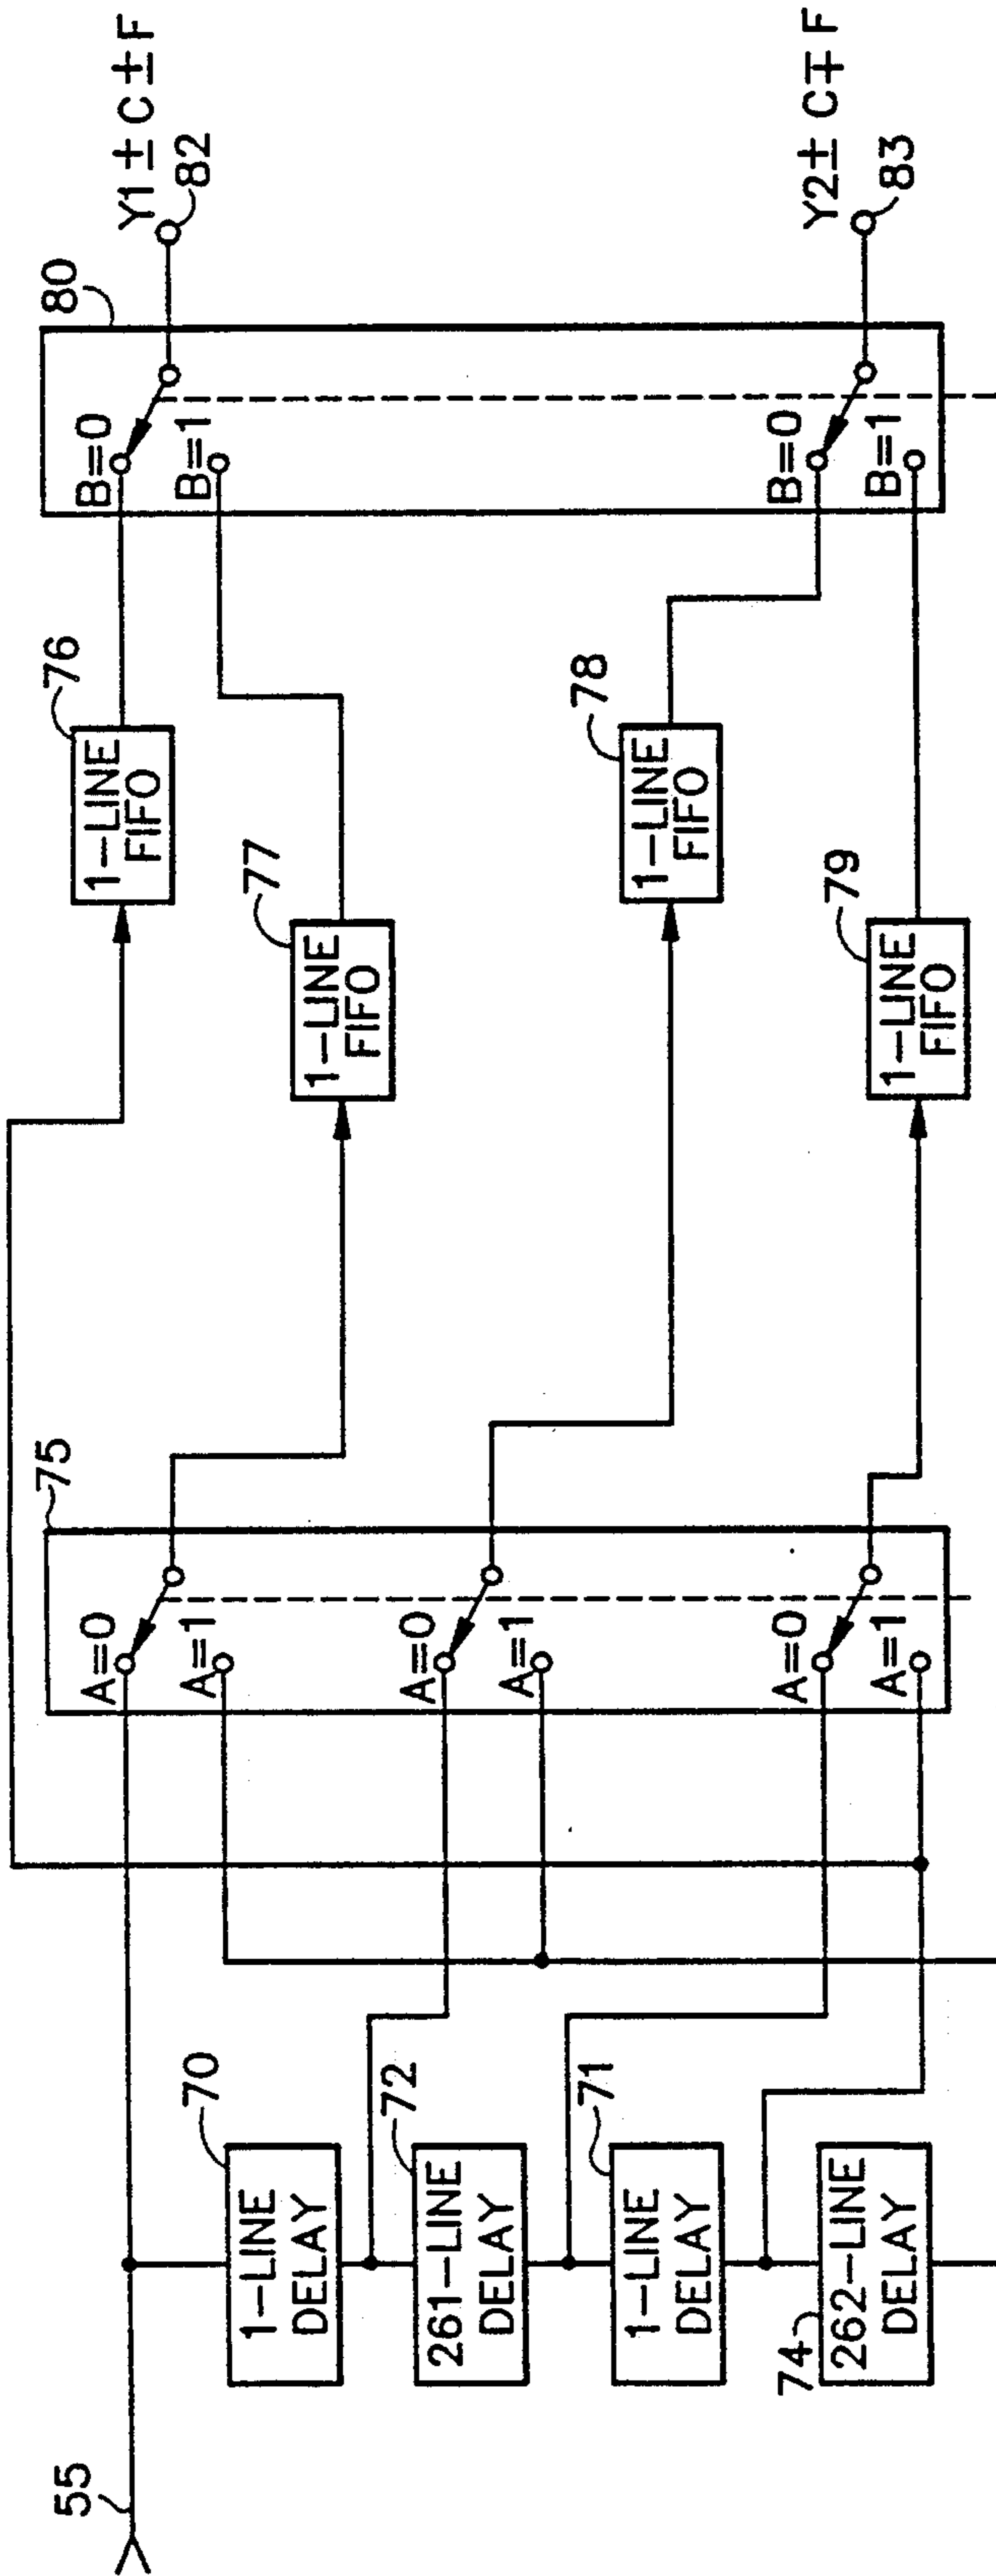 55
70
1-LINE
DELAY
72
261-LINE
DELAY
71
1-LINE
DELAY
74
262-LINE
DELAY
75
A=0
A=1
A=0
A=1
A=0
A=1
76
1-LINE
FIFO
77
1-LINE
FIFO
78
1-LINE
FIFO
79
1-LINE
FIFO
80
B=0
B=1
B=0
B=1
Y1 ± C ± F
82
Y2 ± C ∓ F
83